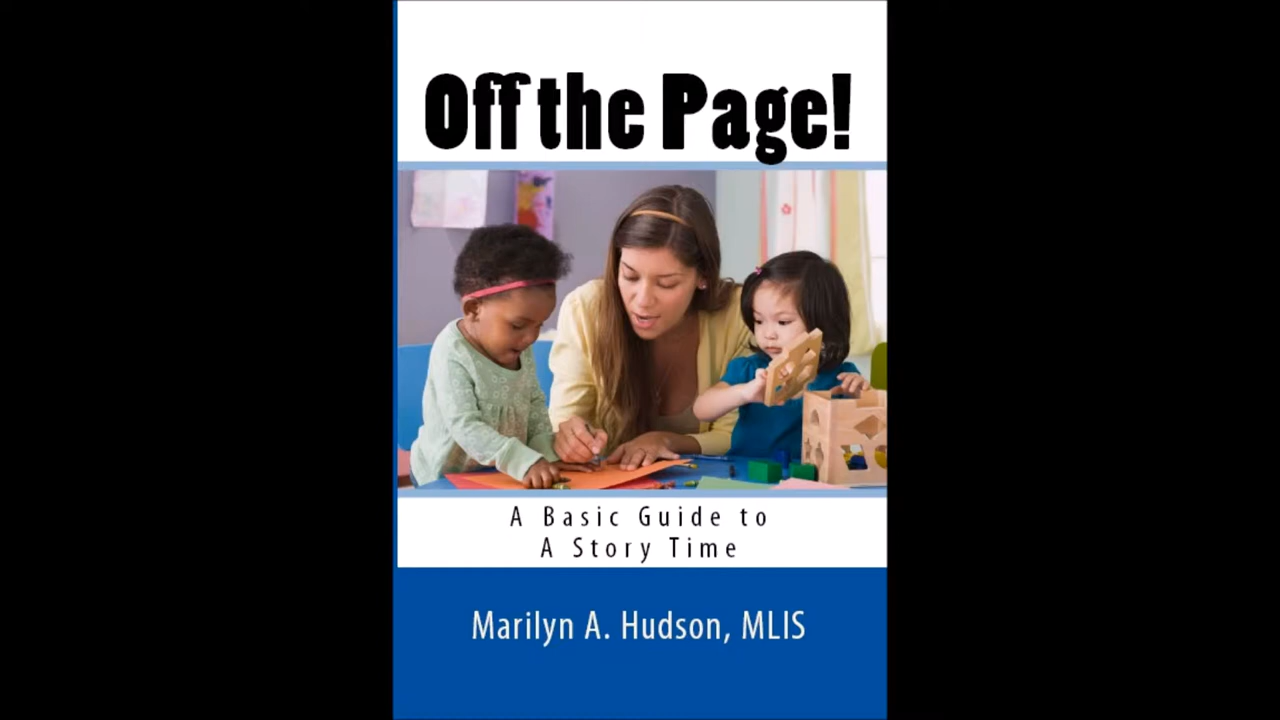 Off the Page!
A Basic Guide to
A Story Time
Marilyn A. Hudson, MLIS